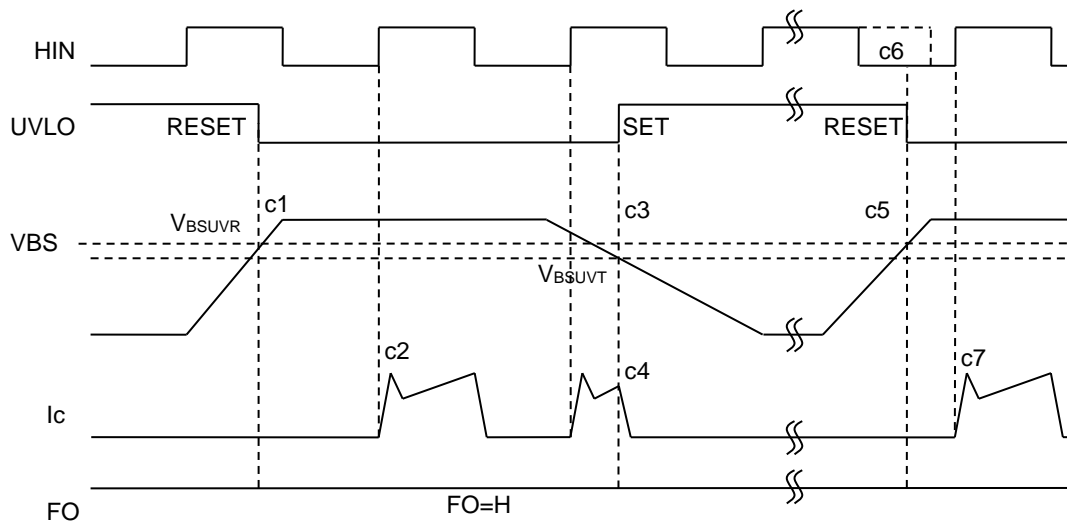 HIN
c6
UVLO
RESET
SET
RESET
c1
c3
c5
VBSUVR
VBS
VBSUVT
c2
c4
c7
Ic
FO=H
FO